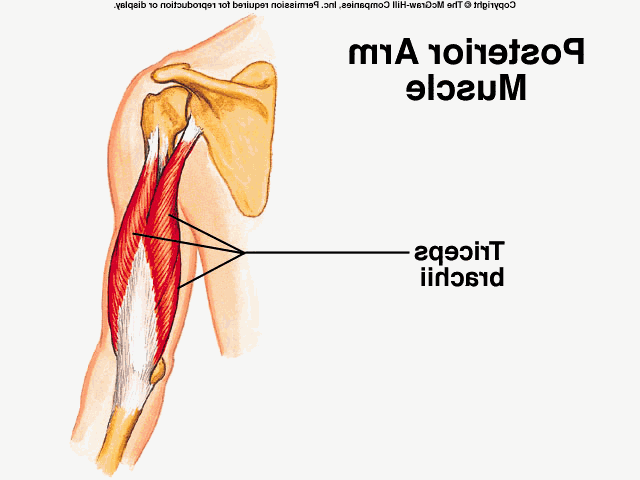 Copyright © The McGraw-Hill Companies, Inc. Permission required for reproduction or display.
Posterior Arm
Muscle
Triceps
brachii